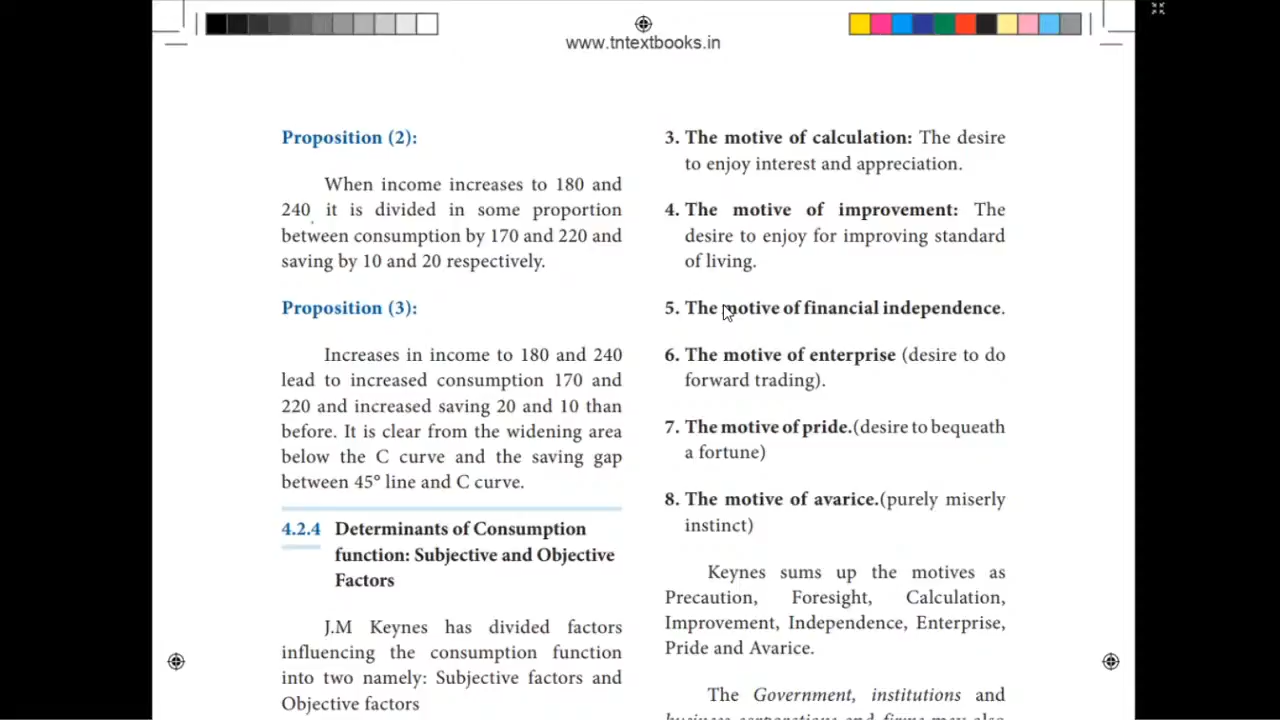 www.tntextbooks.in
Proposition (2):
When income increases to 180 and
240 it is divided in some proportion
between consumption by 170 and 220 and
saving by 10 and 20 respectively.
Proposition (3):
Increases in income to 180 and 240
lead to increased consumption 170 and
220 and increased saving 20 and 10 than
before. It is clear from the widening area
below the C curve and the saving gap
between 45° line and C curve.
4.2.4 Determinants of Consumption
function: Subjective and Objective
Factors
J.M Keynes has divided factors
influencing the consumption function
into two namely: Subjective factors and
Objective factors
3. The motive of calculation: The desire
to enjoy interest and appreciation.
4. The motive of improvement: The
desire to enjoy for improving standard
of living.
5. The motive of financial independence.
6. The motive of enterprise (desire to do
forward trading).
7. The motive of pride.(desire to bequeath
a fortune)
8. The motive of avarice.(purely miserly
instinct)
Keynes sums up the motives as
Precaution, Foresight, Calculation,
Improvement, Independence, Enterprise,
Pride and Avarice.
The Government, institutions and
business corporations and firms may also